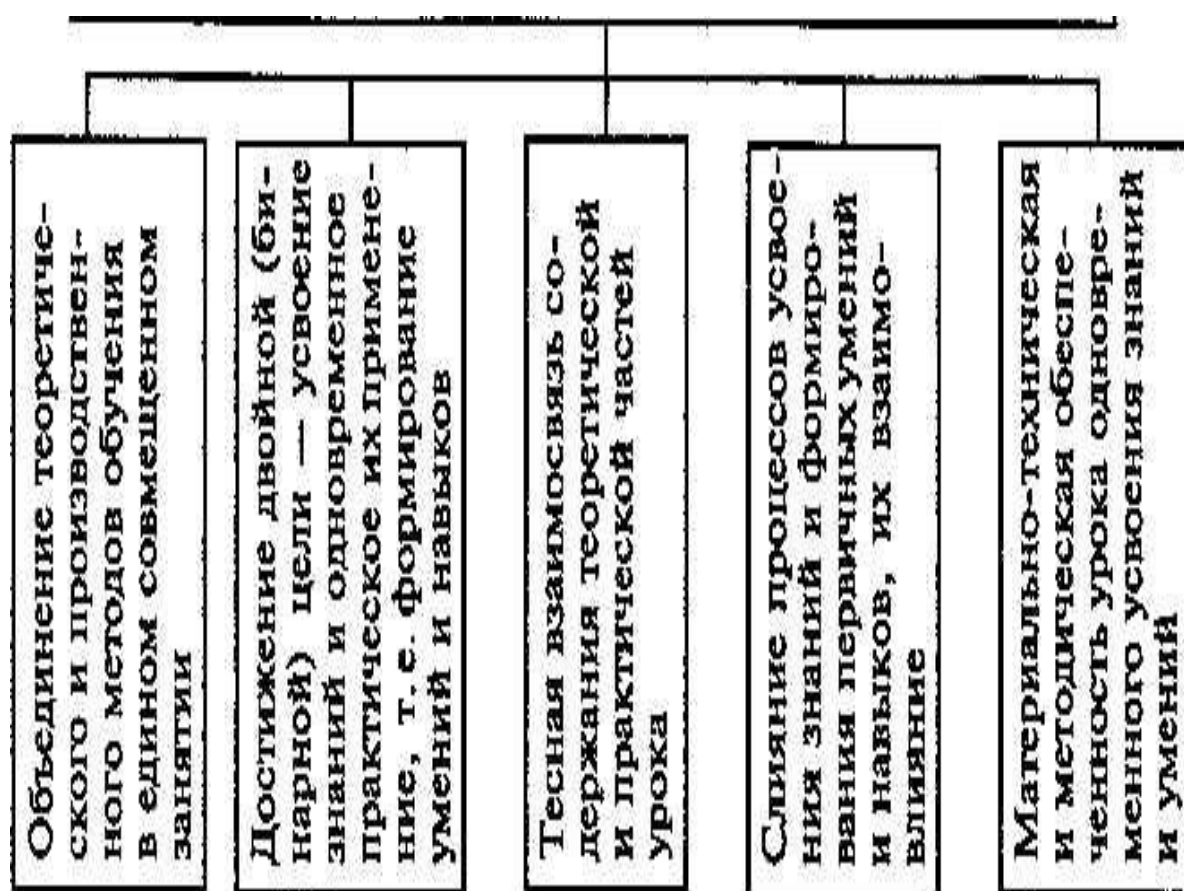 Объединение теоретиче-
ского и производствен-
ного методов обучения
в едином совмещенном
занятии
Достижение двойной (би-
нарной) цели — усвоение
знаний и одновременное
практическое их примене-
ние, т.е. формирование
умений и навыков
Тесная взаимосвязь со-
держания теоретической
и практической частей
урока
Слияние процессов усвое-
ния знаний и формиро-
вания первичных умений
и навыков, их взаимо-
влияние
Материально-техническая
и методическая обеспе-
ченность урока одновре-
менного усвоения знаний
и умений